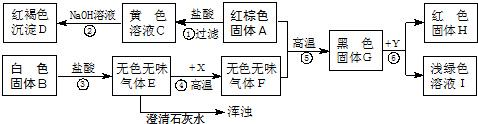 红褐色
沉淀D
NaOH溶液
②
黄 色
溶液C
盐酸
①过滤
红棕色
固体A
高温
⑤
黑 色
固体G
+Y
⑥
红 色
固体H
浅绿色
溶液I
白 色
固体B
盐酸
③
无色无味
气体E
+X
④ 高温
无色无味
气体F
澄清石灰水
浑浊